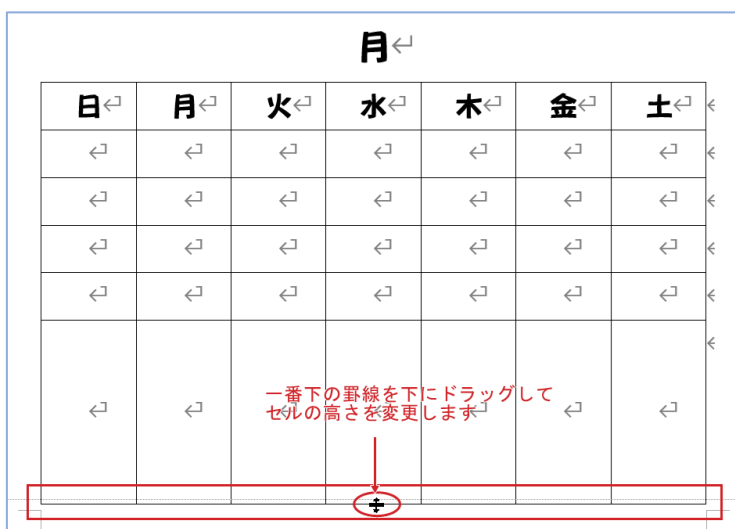 月
日 月 火 水 木 金 土
一番下の罫線を下にドラッグして
セルの高さを変更します